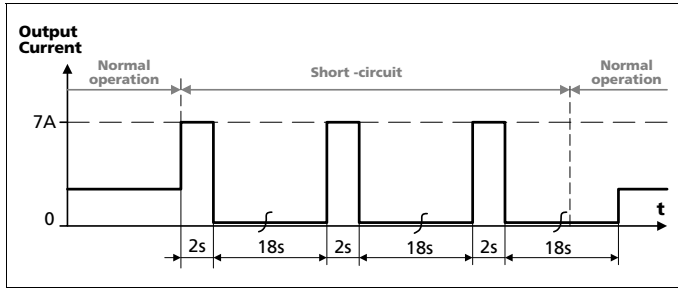 Output
Current
Normal
operation
Short -circuit
Normal
operation
7A
0
t
2s
18s
2s
18s
2s
18s